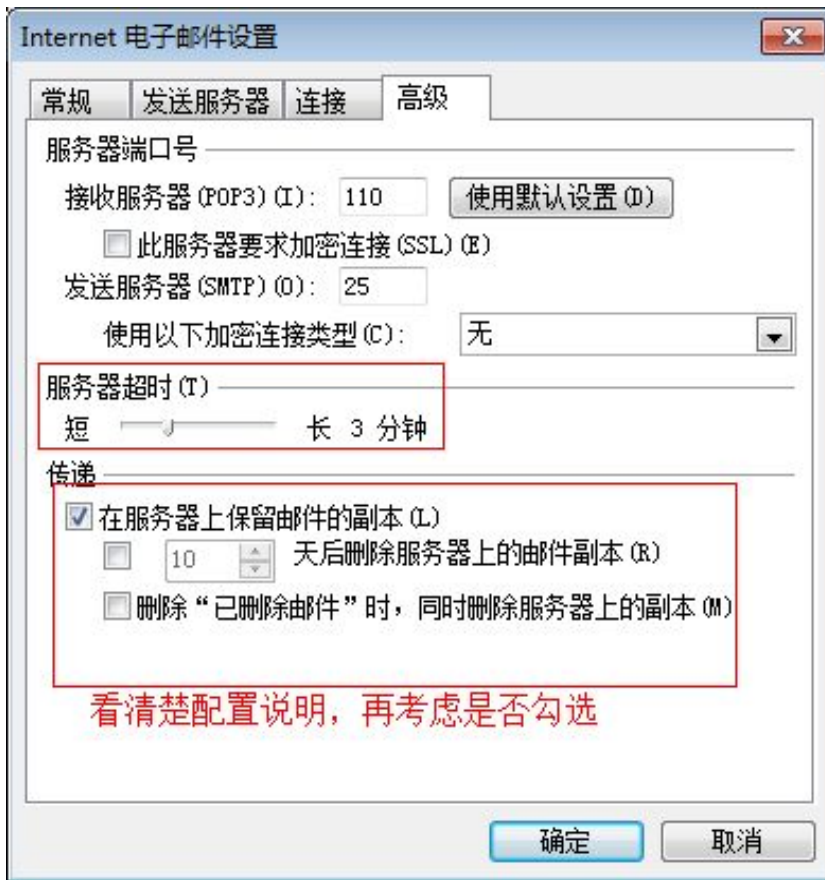 Internet 电子邮件设置
常规 发送服务器 连接 高级
服务器端口号
接收服务器(POP3)(I): 110 使用默认设置(D)
此服务器要求加密连接(SSL)(E)
发送服务器(SMTP)(O): 25
使用以下加密连接类型(C): 无
服务器超时(T)
短 长 3 分钟
传递
在服务器上保留邮件的副本(L)
10 天后删除服务器上的邮件副本(R)
删除“已删除邮件”时，同时删除服务器上的副本(M)
看清楚配置说明，再考虑是否勾选
确定 取消